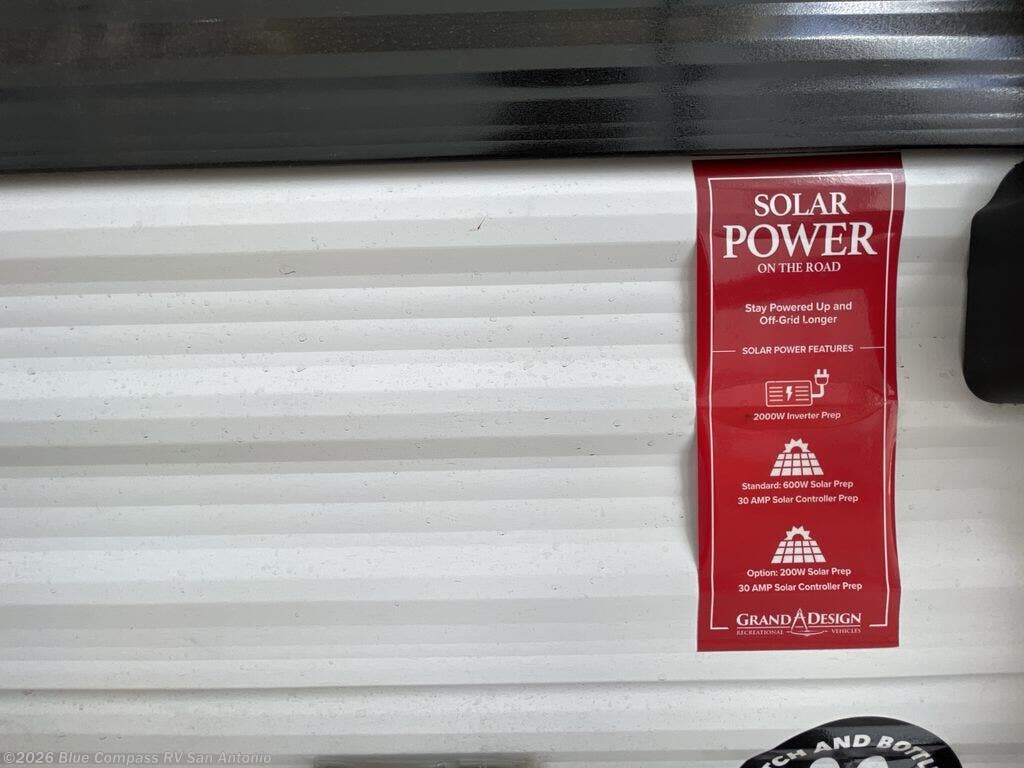 SOLAR
POWER
ON THE ROAD
Stay Powered Up and
Off-Grid Longer
SOLAR POWER FEATURES
2000W Inverter Prep
Standard: 600W Solar Prep
30 AMP Solar Controller Prep
Option: 200W Solar Prep
30 AMP Solar Controller Prep
GRAND DESIGN
RECREATIONAL VEHICLES
AND
©2026 Blue Compass RV San Antonio